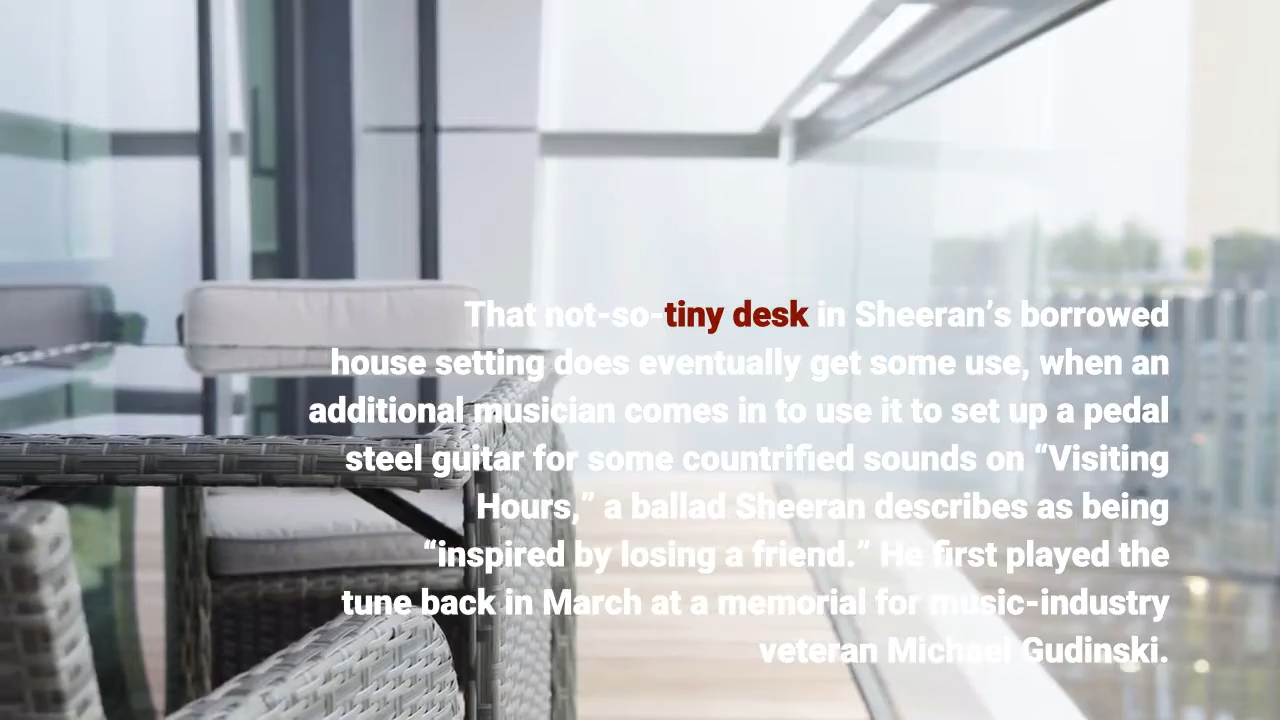 That not-so-tiny desk in Sheeran’s borrowed
house setting does eventually get some use, when an
additional musician comes in to use it to set up a pedal
steel guitar for some countrified sounds on “Visiting
Hours,” a ballad Sheeran describes as being
“inspired by losing a friend.” He first played the
tune back in March at a memorial for music-industry
veteran Michael Gudinski.